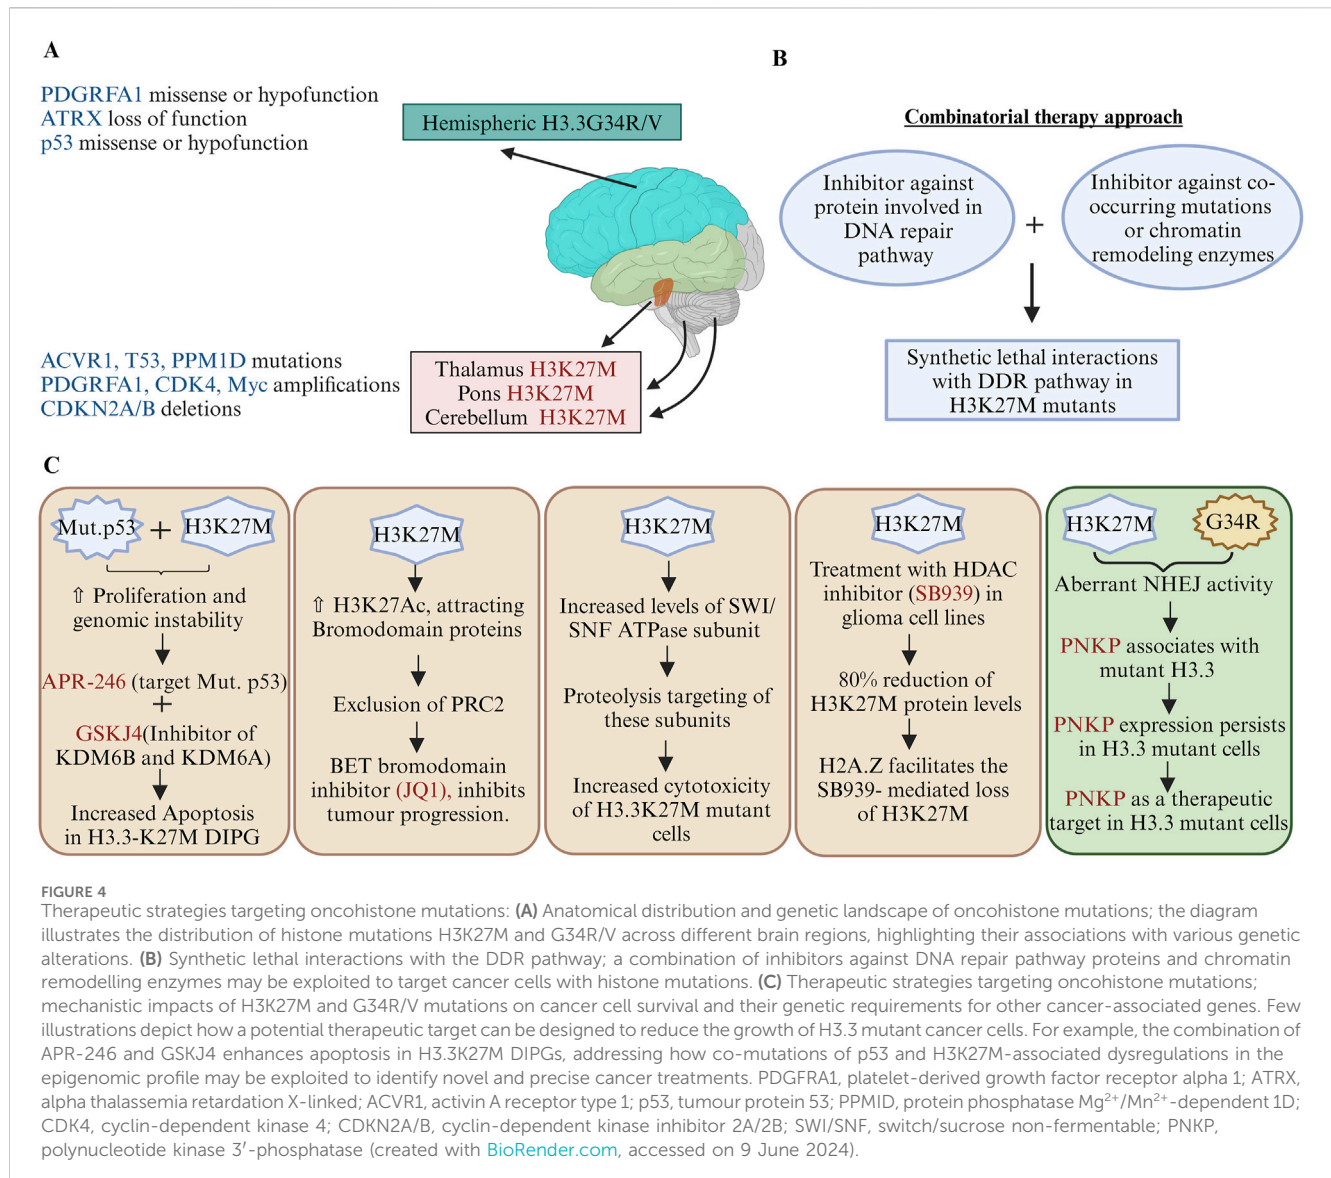 A
PDGRFA1 missense or hypofunction
ATRX loss of function
p53 missense or hypofunction
Hemispheric H3.3G34R/V
ACVR1, T53, PPM1D mutations
PDGRFA1, CDK4, Myc amplifications
CDKN2A/B deletions
Thalamus H3K27M
Pons H3K27M
Cerebellum H3K27M
B
Combinatorial therapy approach
Inhibitor against
protein involved in
DNA repair
pathway
+
Inhibitor against co-
occurring mutations
or chromatin
remodeling enzymes
Synthetic lethal interactions
with DDR pathway in
H3K27M mutants
C
Mut.p53 + H3K27M
⇧ Proliferation and
genomic instability
APR-246 (target Mut. p53)
+
GSKJ4(Inhibitor of
KDM6B and KDM6A)
Increased Apoptosis
in H3.3-K27M DIPG
H3K27M
⇧ H3K27Ac, attracting
Bromodomain proteins
Exclusion of PRC2
BET bromodomain
inhibitor (JQ1), inhibits
tumour progression.
H3K27M
Increased levels of SWI/
SNF ATPase subunit
Proteolysis targeting of
these subunits
Increased cytotoxicity
of H3.3K27M mutant
cells
H3K27M
Treatment with HDAC
inhibitor (SB939) in
glioma cell lines
80% reduction of
H3K27M protein levels
H2A.Z facilitates the
SB939- mediated loss
of H3K27M
H3K27M G34R
Aberrant NHEJ activity
PNKP associates with
mutant H3.3
PNKP expression persists
in H3.3 mutant cells
PNKP as a therapeutic
target in H3.3 mutant cells
FIGURE 4
Therapeutic strategies targeting oncohistone mutations: (A) Anatomical distribution and genetic landscape of oncohistone mutations; the diagram
illustrates the distribution of histone mutations H3K27M and G34R/V across different brain regions, highlighting their associations with various genetic
alterations. (B) Synthetic lethal interactions with the DDR pathway; a combination of inhibitors against DNA repair pathway proteins and chromatin
remodelling enzymes may be exploited to target cancer cells with histone mutations. (C) Therapeutic strategies targeting oncohistone mutations;
mechanistic impacts of H3K27M and G34R/V mutations on cancer cell survival and their genetic requirements for other cancer-associated genes. Few
illustrations depict how a potential therapeutic target can be designed to reduce the growth of H3.3 mutant cancer cells. For example, the combination of
APR-246 and GSKJ4 enhances apoptosis in H3.3K27M DIPGs, addressing how co-mutations of p53 and H3K27M-associated dysregulations in the
epigenomic profile may be exploited to identify novel and precise cancer treatments. PDGFRA1, platelet-derived growth factor receptor alpha 1; ATRX,
alpha thalassemia retardation X-linked; ACVR1, activin A receptor type 1; p53, tumour protein 53; PPMID, protein phosphatase Mg²⁺/Mn²⁺-dependent 1D;
CDK4, cyclin-dependent kinase 4; CDKN2A/B, cyclin-dependent kinase inhibitor 2A/2B; SWI/SNF, switch/sucrose non-fermentable; PNKP,
polynucleotide kinase 3′-phosphatase (created with BioRender.com, accessed on 9 June 2024).